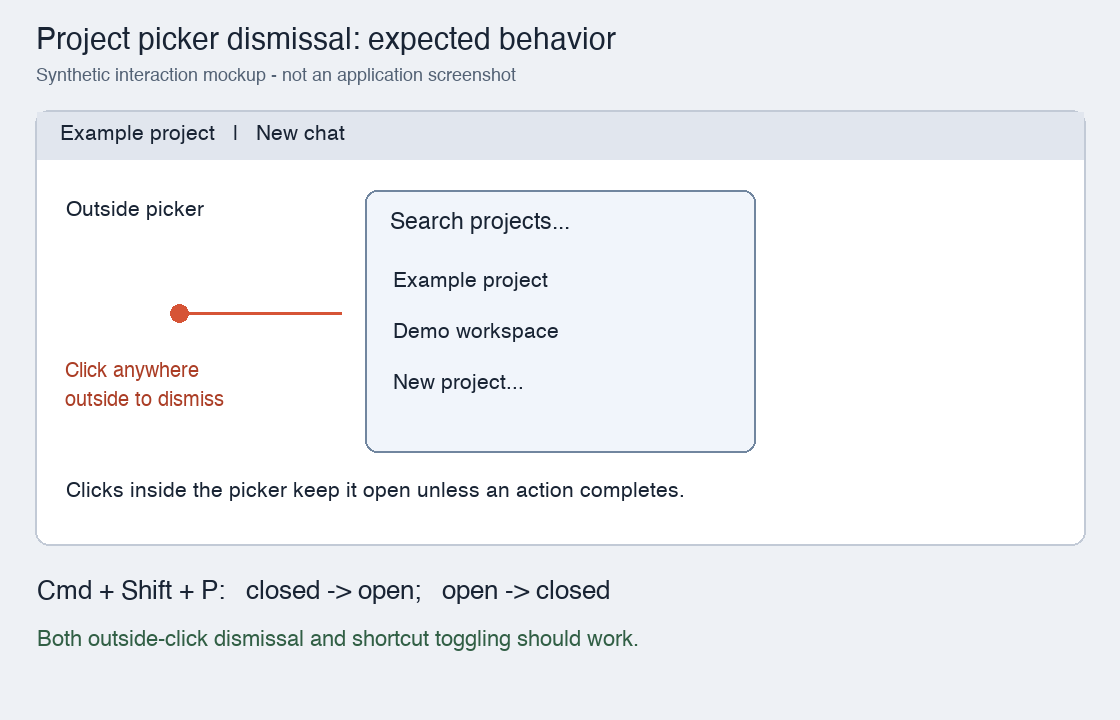 Project picker dismissal: expected behavior
Synthetic interaction mockup - not an application screenshot
Example project | New chat
Outside picker
Search projects...
Example project
Demo workspace
New project...
Click anywhere
outside to dismiss
Clicks inside the picker keep it open unless an action completes.
Cmd + Shift + P: closed -> open; open -> closed
Both outside-click dismissal and shortcut toggling should work.